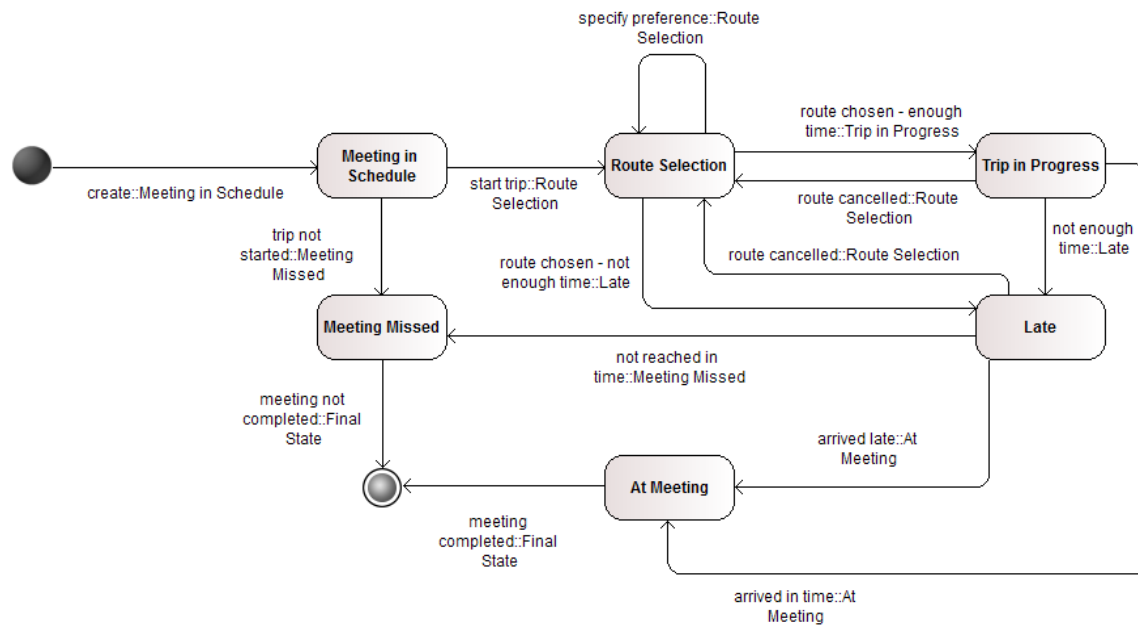 specify preference::Route
Selection
route chosen - enough
time::Trip in Progress
Meeting in
Schedule
Route Selection
Trip in Progress
create::Meeting in Schedule
start trip::Route
Selection
route cancelled::Route
Selection
trip not
started::Meeting
Missed
not enough
time::Late
route cancelled::Route Selection
route chosen - not
enough time::Late
Meeting Missed
Late
not reached in
time::Meeting Missed
meeting not
completed::Final
State
arrived late::At
Meeting
At Meeting
meeting
completed::Final
State
arrived in time::At
Meeting